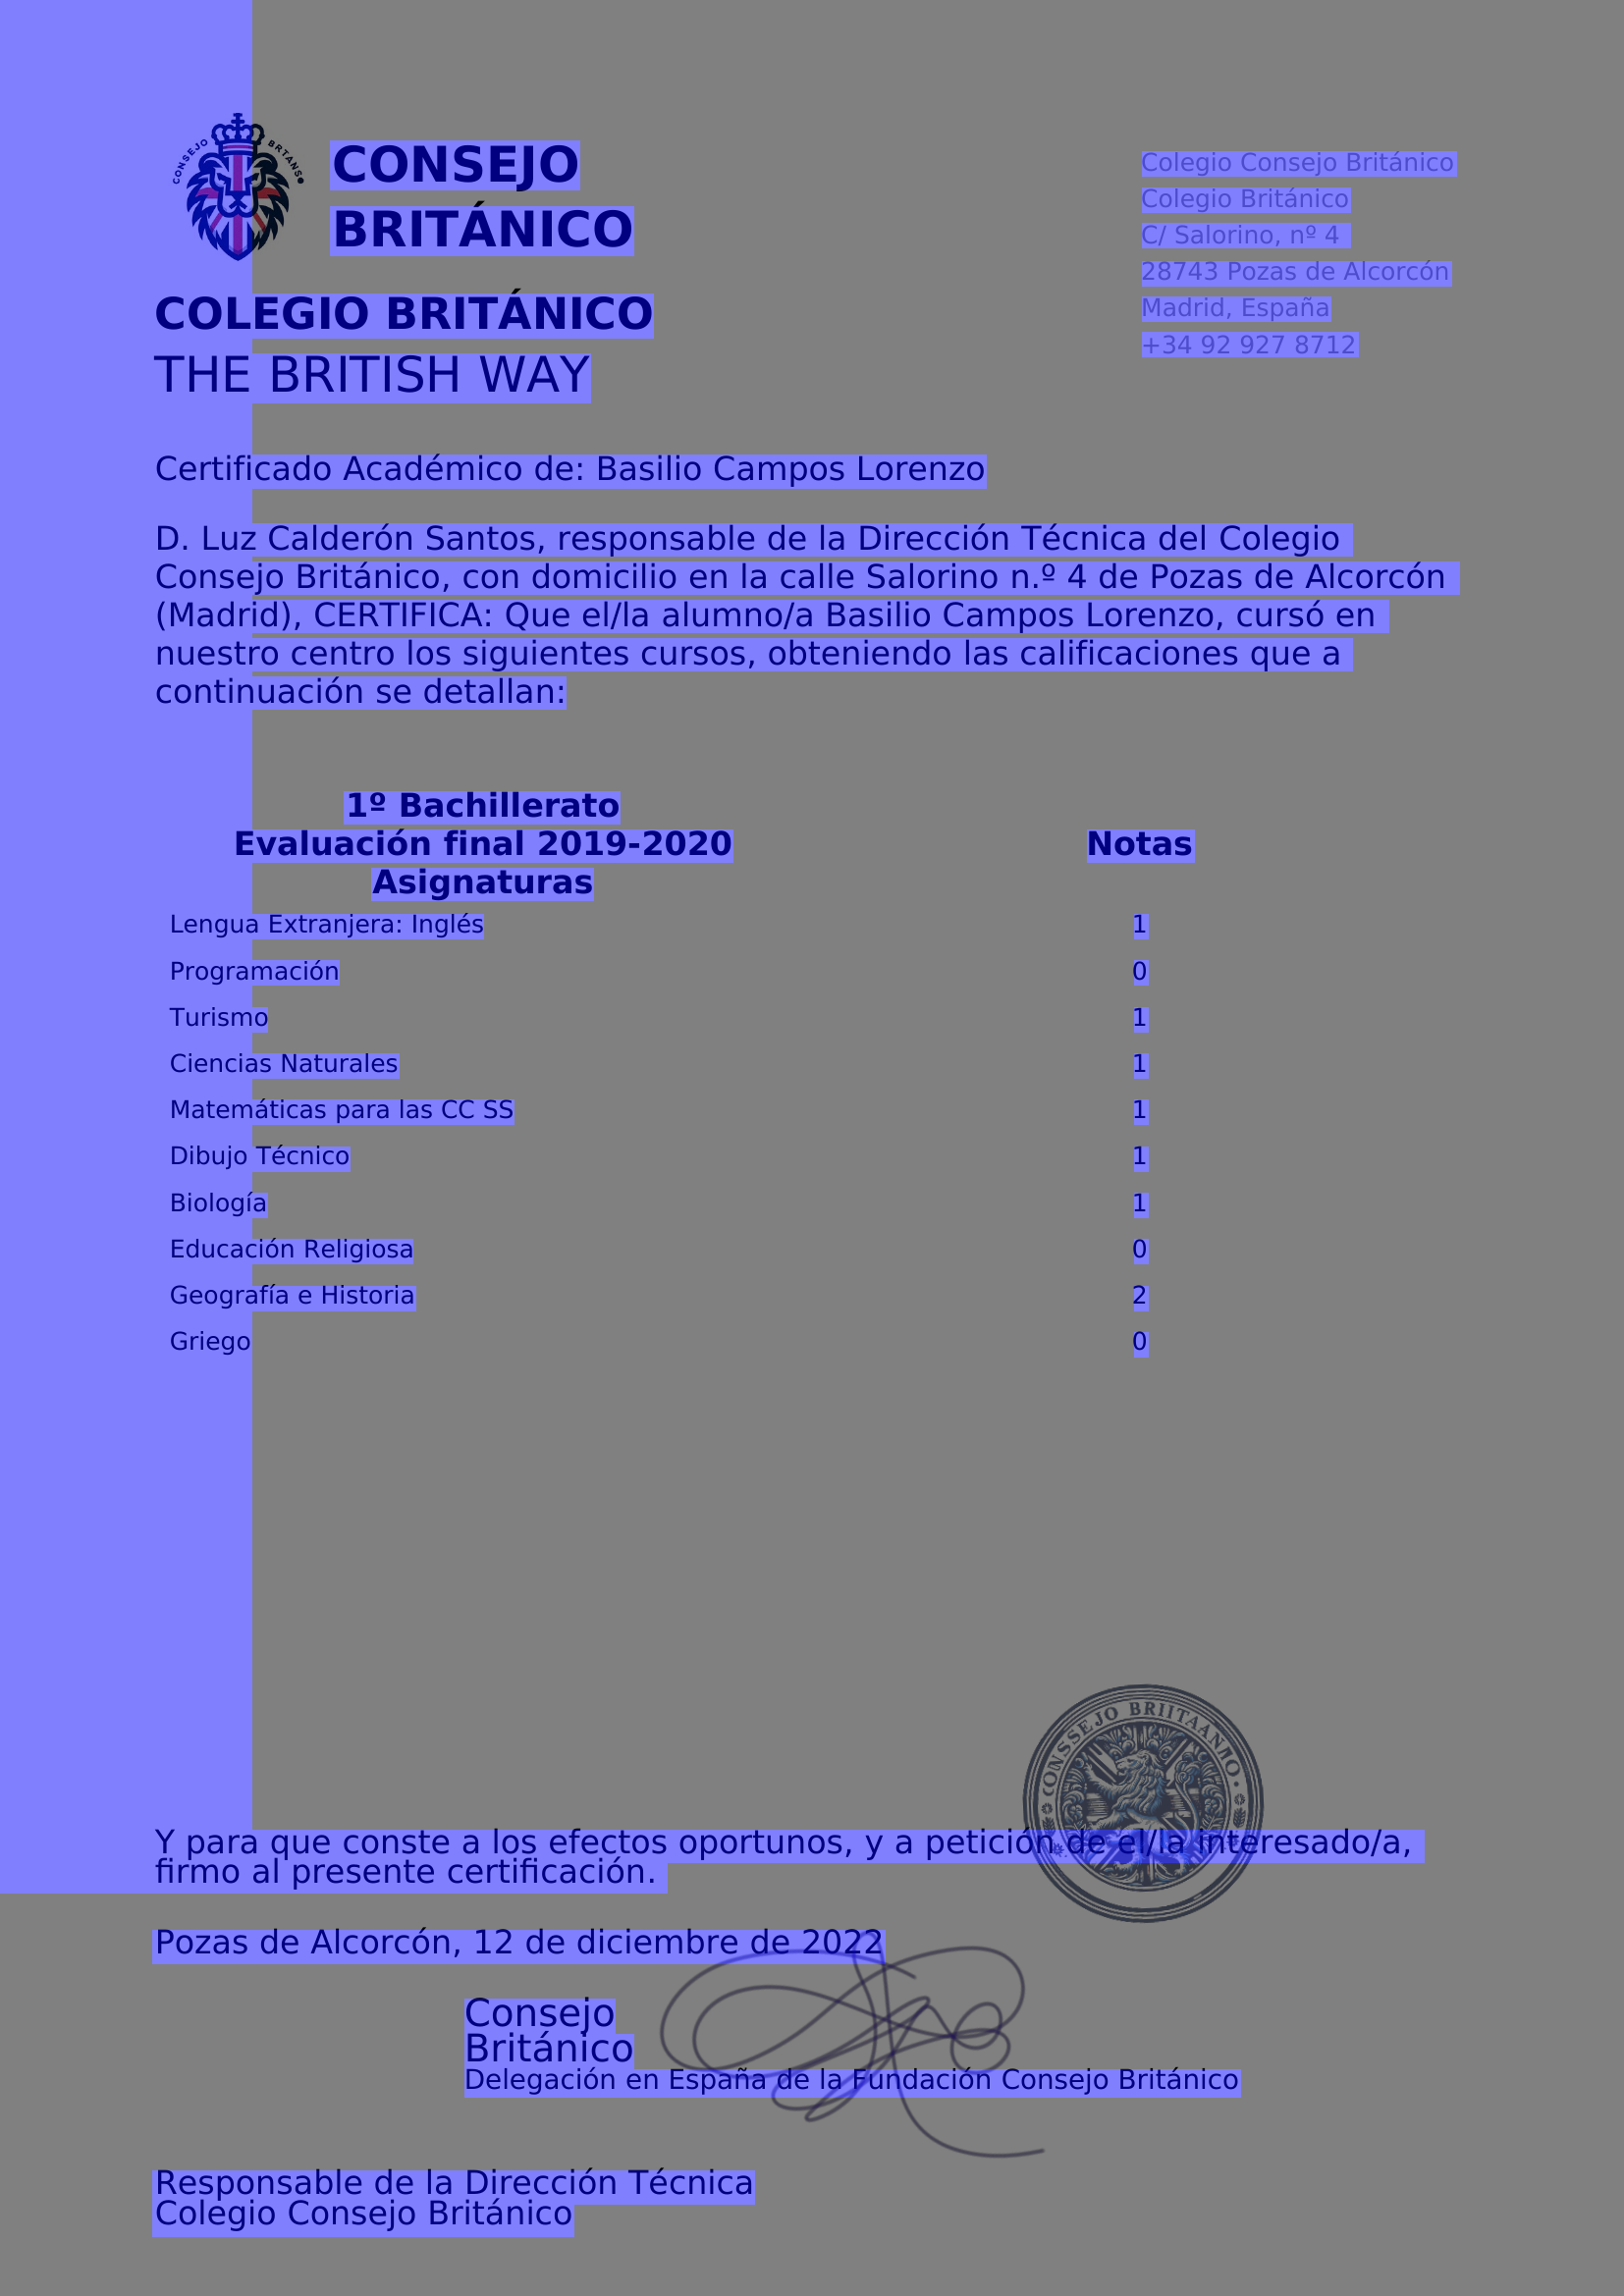 CONSEJO BRTANS
CONSEJO
BRITÁNICO
COLEGIO BRITÁNICO
THE BRITISH WAY
Colegio Consejo Británico
Colegio Británico
C/ Salorino, nº 4
28743 Pozas de Alcorcón
Madrid, España
+34 92 927 8712
Certificado Académico de: Basilio Campos Lorenzo
D. Luz Calderón Santos, responsable de la Dirección Técnica del Colegio
Consejo Británico, con domicilio en la calle Salorino n.º 4 de Pozas de Alcorcón
(Madrid), CERTIFICA: Que el/la alumno/a Basilio Campos Lorenzo, cursó en
nuestro centro los siguientes cursos, obteniendo las calificaciones que a
continuación se detallan:
1º Bachillerato
Evaluación final 2019-2020 Notas
Asignaturas
Lengua Extranjera: Inglés 1
Programación 0
Turismo 1
Ciencias Naturales 1
Matemáticas para las CC SS 1
Dibujo Técnico 1
Biología 1
Educación Religiosa 0
Geografía e Historia 2
Griego 0
CONSSEJO BRIITAANMO
Y para que conste a los efectos oportunos, y a petición de el/la interesado/a,
firmo al presente certificación.
Pozas de Alcorcón, 12 de diciembre de 2022
Consejo
Británico
Delegación en España de la Fundación Consejo Británico
Responsable de la Dirección Técnica
Colegio Consejo Británico